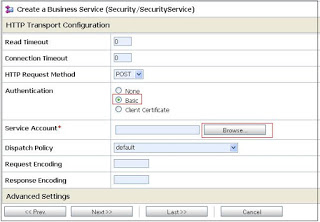 Create a Business Service (Security/SecurityService)
HTTP Transport Configuration
Read Timeout 0
Connection Timeout 0
HTTP Request Method POST
Authentication
None
Basic
Client Certificate
Service Account* Browse...
Dispatch Policy default
Request Encoding
Response Encoding
Advanced Settings
<< Prev. Next >> Last >> Cancel